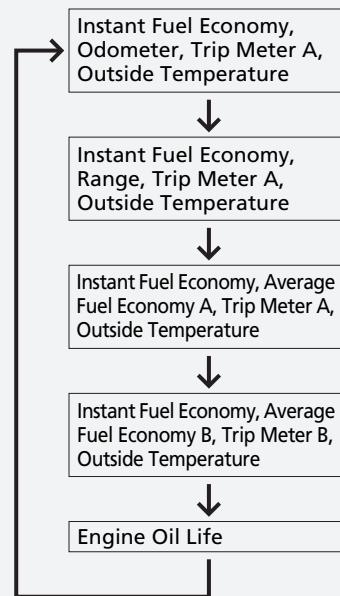 Instant Fuel Economy,
Odometer, Trip Meter A,
Outside Temperature
Instant Fuel Economy,
Range, Trip Meter A,
Outside Temperature
Instant Fuel Economy, Average
Fuel Economy A, Trip Meter A,
Outside Temperature
Instant Fuel Economy, Average
Fuel Economy B, Trip Meter B,
Outside Temperature
Engine Oil Life